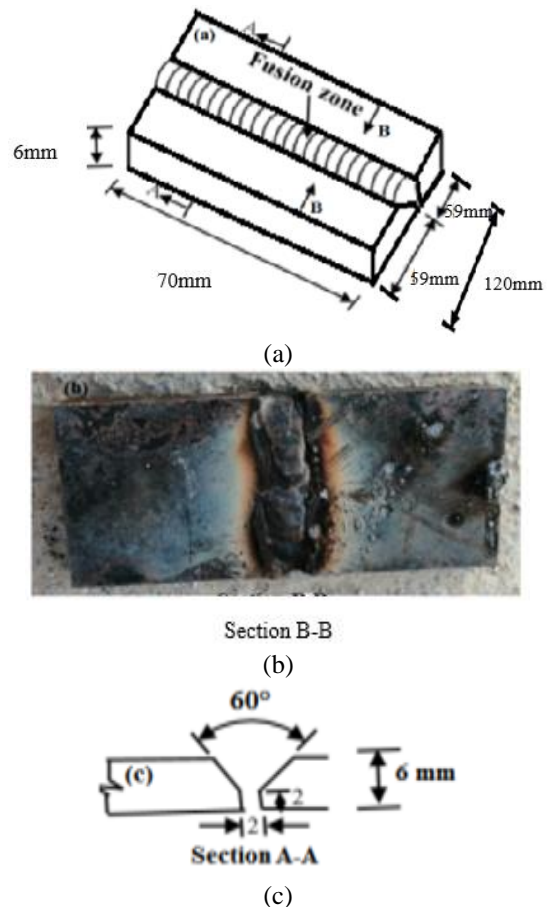 (a)
A
Fusion zone
B
6mm
A
B
59mm
59mm
70mm
120mm
(a)
(b)
Section B-B
(b)
60°
(c)
6 mm
2
2
Section A-A
(c)